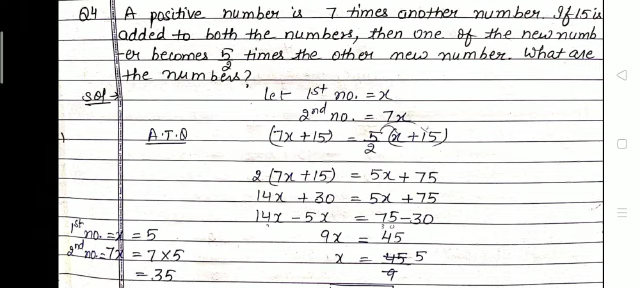 Q4 A positive number is 7 times another number. If 15 is
added to both the numbers, then one of the new numb
-er becomes 5/2 times the other new number. What are
the numbers?
Sol → let 1st no. = x
2nd no. = 7x
A.T.Q (7x + 15) = 5/2 (x + 15)
2 (7x + 15) = 5x + 75
14x + 30 = 5x + 75
14x - 5x = 75 - 30
9x = 45
x = 45 5
9
1st no. = x = 5
2nd no. = 7x = 7 x 5
= 35